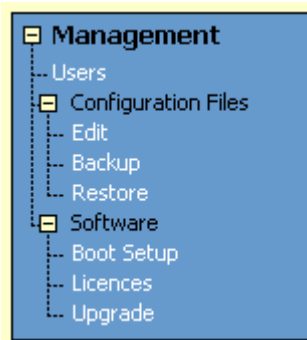 Management
Users
Configuration Files
Edit
Backup
Restore
Software
Boot Setup
Licences
Upgrade